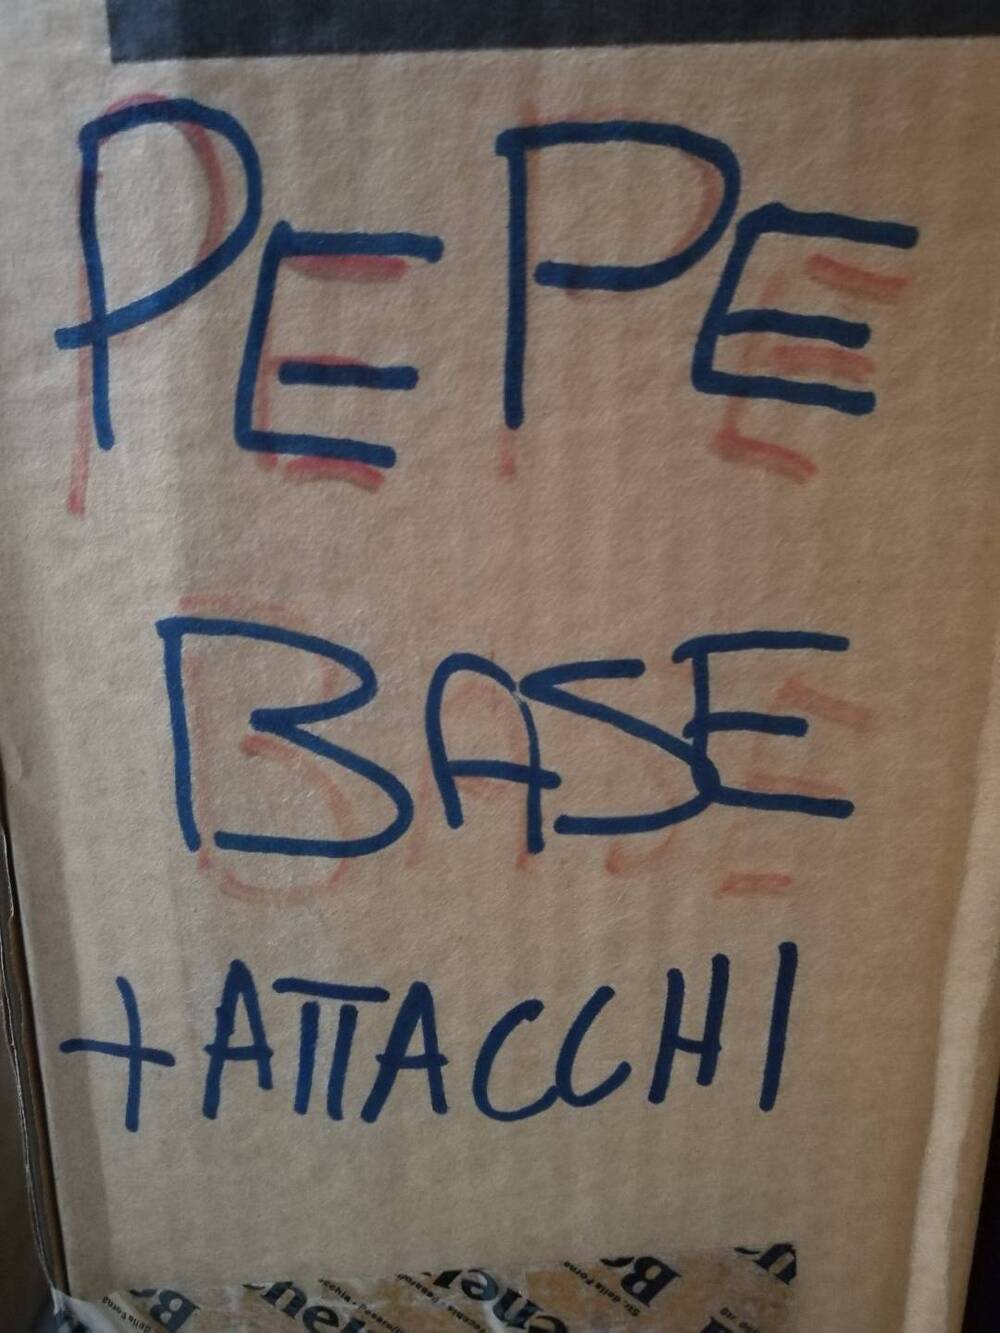 PEPE
BASE
+ ATTACCHI